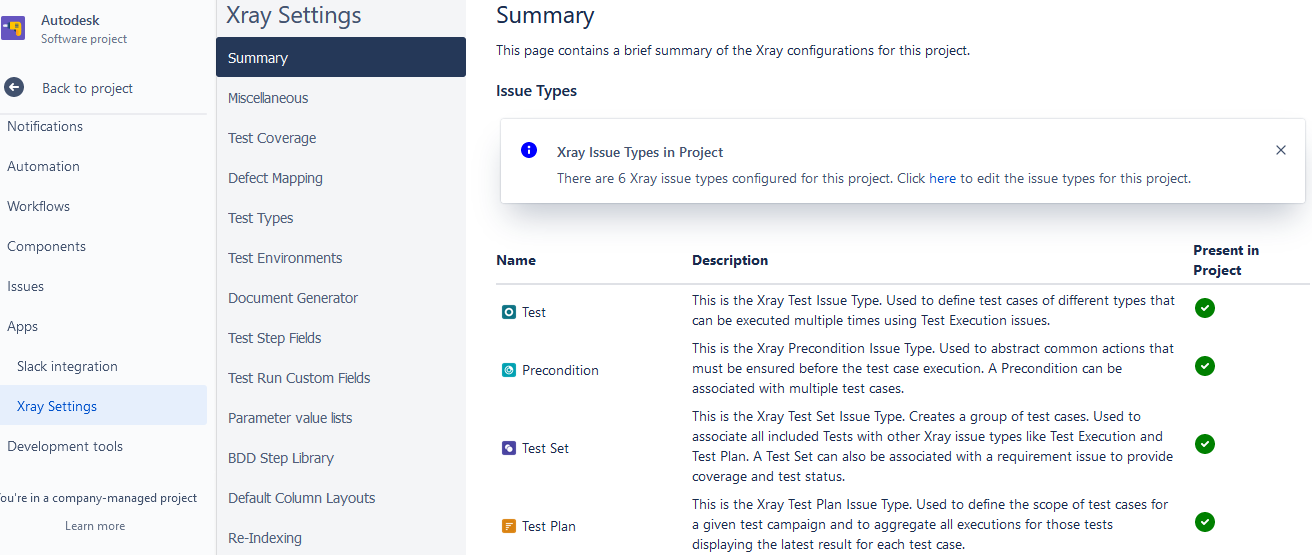 Autodesk
Software project
Back to project
Notifications
Automation
Workflows
Components
Issues
Apps
Slack integration
Xray Settings
Development tools
You're in a company-managed project
Learn more
Xray Settings
Summary
Miscellaneous
Test Coverage
Defect Mapping
Test Types
Test Environments
Document Generator
Test Step Fields
Test Run Custom Fields
Parameter value lists
BDD Step Library
Default Column Layouts
Re-Indexing
Summary
This page contains a brief summary of the Xray configurations for this project.
Issue Types
Xray Issue Types in Project
There are 6 Xray issue types configured for this project. Click here to edit the issue types for this project.
Name Description Present in
Project
Test
This is the Xray Test Issue Type. Used to define test cases of different types that
can be executed multiple times using Test Execution issues.
Precondition
This is the Xray Precondition Issue Type. Used to abstract common actions that
must be ensured before the test case execution. A Precondition can be
associated with multiple test cases.
Test Set
This is the Xray Test Set Issue Type. Creates a group of test cases. Used to
associate all included Tests with other Xray issue types like Test Execution and
Test Plan. A Test Set can also be associated with a requirement issue to provide
coverage and test status.
Test Plan
This is the Xray Test Plan Issue Type. Used to define the scope of test cases for
a given test campaign and to aggregate all executions for those tests
displaying the latest result for each test case.